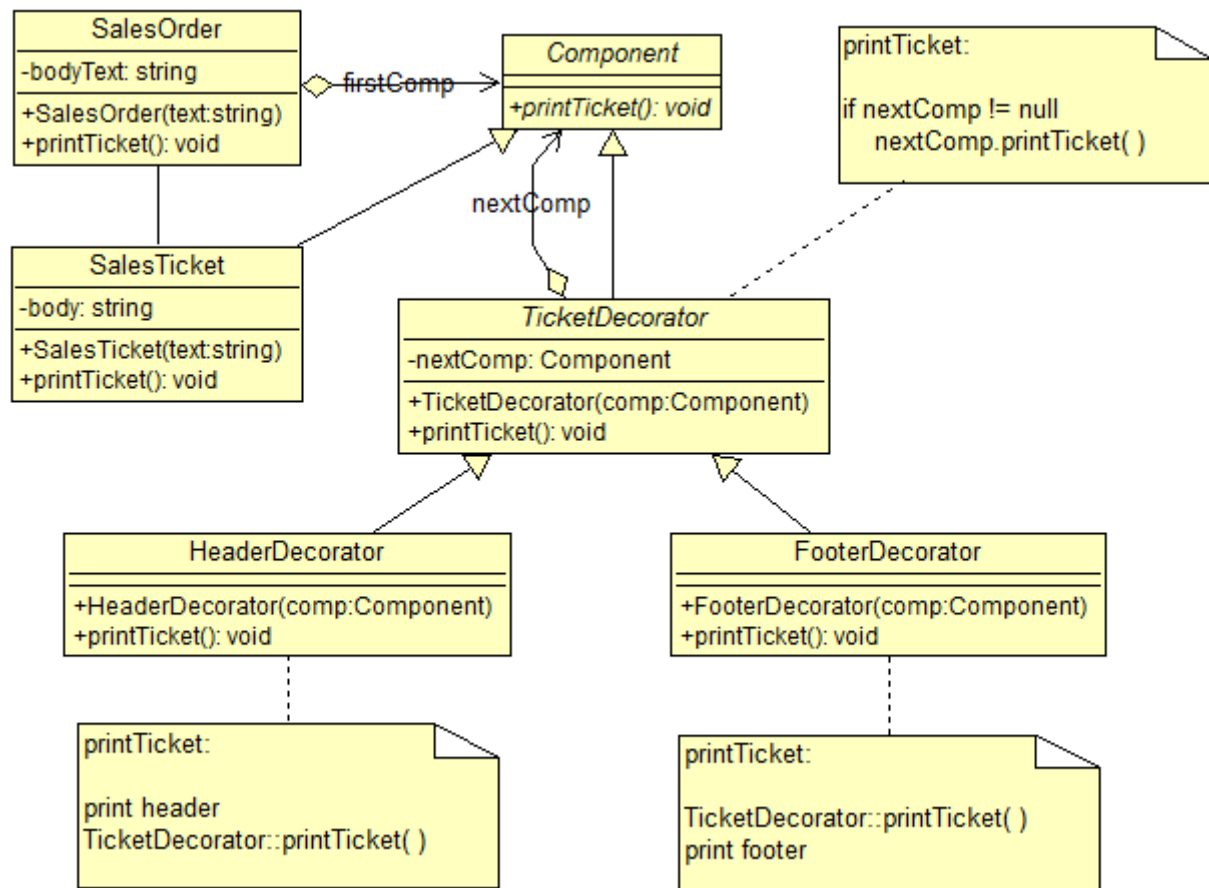 SalesOrder
-bodyText: string
+SalesOrder(text:string)
+printTicket(): void
firstComp
Component
+printTicket(): void
printTicket:
if nextComp != null
nextComp.printTicket( )
nextComp
SalesTicket
-body: string
+SalesTicket(text:string)
+printTicket(): void
TicketDecorator
-nextComp: Component
+TicketDecorator(comp:Component)
+printTicket(): void
HeaderDecorator
+HeaderDecorator(comp:Component)
+printTicket(): void
FooterDecorator
+FooterDecorator(comp:Component)
+printTicket(): void
printTicket:
print header
TicketDecorator::printTicket( )
printTicket:
TicketDecorator::printTicket( )
print footer